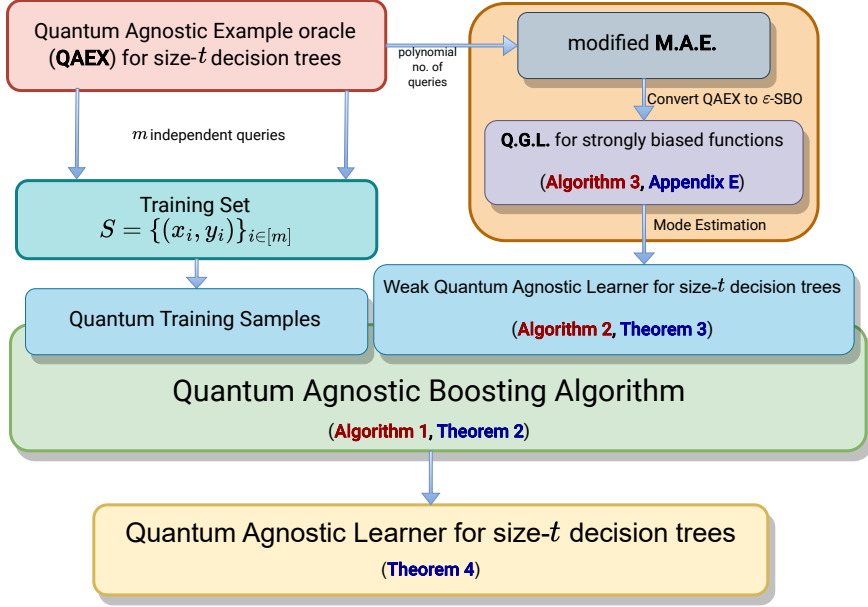 Quantum Agnostic Example oracle
(QAEX) for size-t decision trees
polynomial
no. of
queries
modified M.A.E.
Convert QAEX to ε-SBO
m independent queries
Q.G.L. for strongly biased functions
(Algorithm 3, Appendix E)
Training Set
S = {(x_i, y_i)}_{i∈[m]}
Mode Estimation
Quantum Training Samples
Weak Quantum Agnostic Learner for size-t decision trees
(Algorithm 2, Theorem 3)
Quantum Agnostic Boosting Algorithm
(Algorithm 1, Theorem 2)
Quantum Agnostic Learner for size-t decision trees
(Theorem 4)